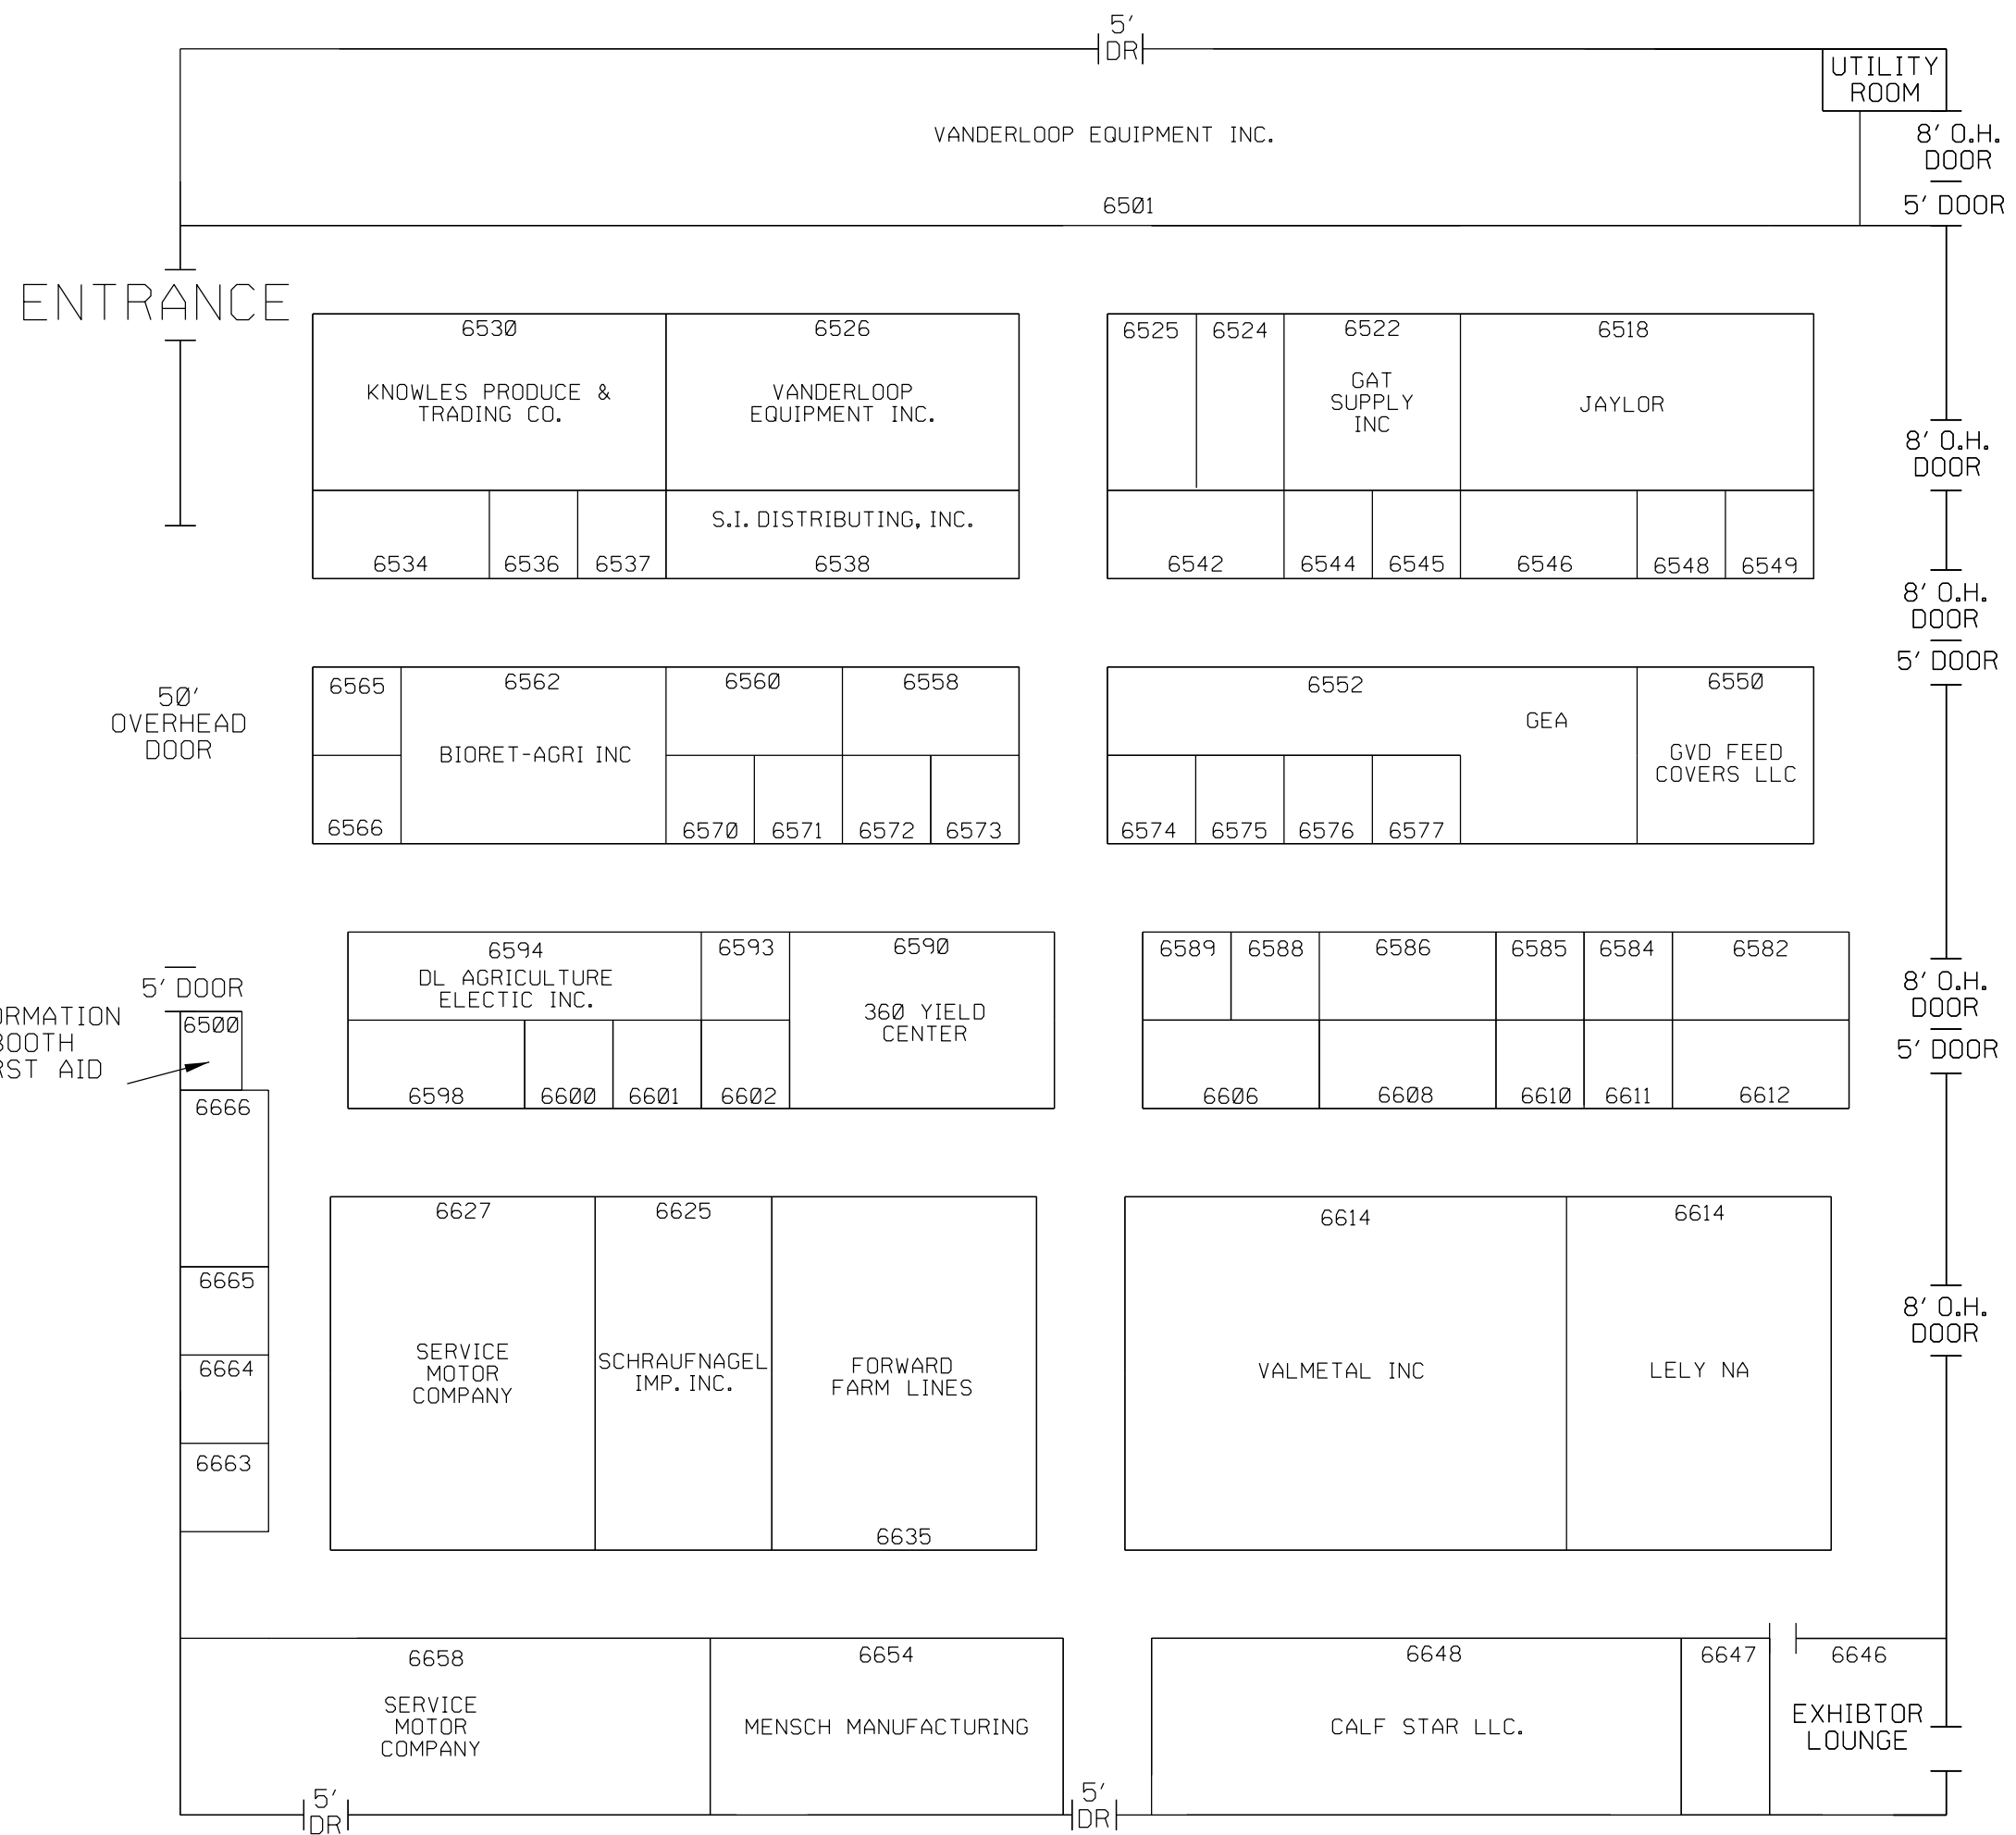 5′
DR
UTILITY
ROOM
VANDERLOOP EQUIPMENT INC.
8′ O.H.
DOOR
6501
5′ DOOR
ENTRANCE
6530
6526
6525
6524
6522
6518
KNOWLES PRODUCE &
TRADING CO.
VANDERLOOP
EQUIPMENT INC.
GAT
SUPPLY
INC
JAYLOR
8′ O.H.
DOOR
S.I. DISTRIBUTING, INC.
6534
6536
6537
6538
6542
6544
6545
6546
6548
6549
8′ O.H.
DOOR
5′ DOOR
50′
OVERHEAD
DOOR
6565
6562
6560
6558
6552
6550
GEA
BIORET-AGRI INC
GVD FEED
COVERS LLC
6566
6570
6571
6572
6573
6574
6575
6576
6577
6594
6593
6590
6589
6588
6586
6585
6584
6582
DL AGRICULTURE
ELECTIC INC.
360 YIELD
CENTER
8′ O.H.
DOOR
5′ DOOR
5′ DOOR
6500
ORMATION
BOOTH
RST AID
6598
6600
6601
6602
6606
6608
6610
6611
6612
6666
6627
6625
6614
6614
6665
6664
6663
SERVICE
MOTOR
COMPANY
SCHRAUFNAGEL
IMP. INC.
FORWARD
FARM LINES
VALMETAL INC
LELY NA
8′ O.H.
DOOR
6635
6658
6654
6648
6647
6646
SERVICE
MOTOR
COMPANY
MENSCH MANUFACTURING
CALF STAR LLC.
EXHIBTOR
LOUNGE
5′
DR
5′
DR